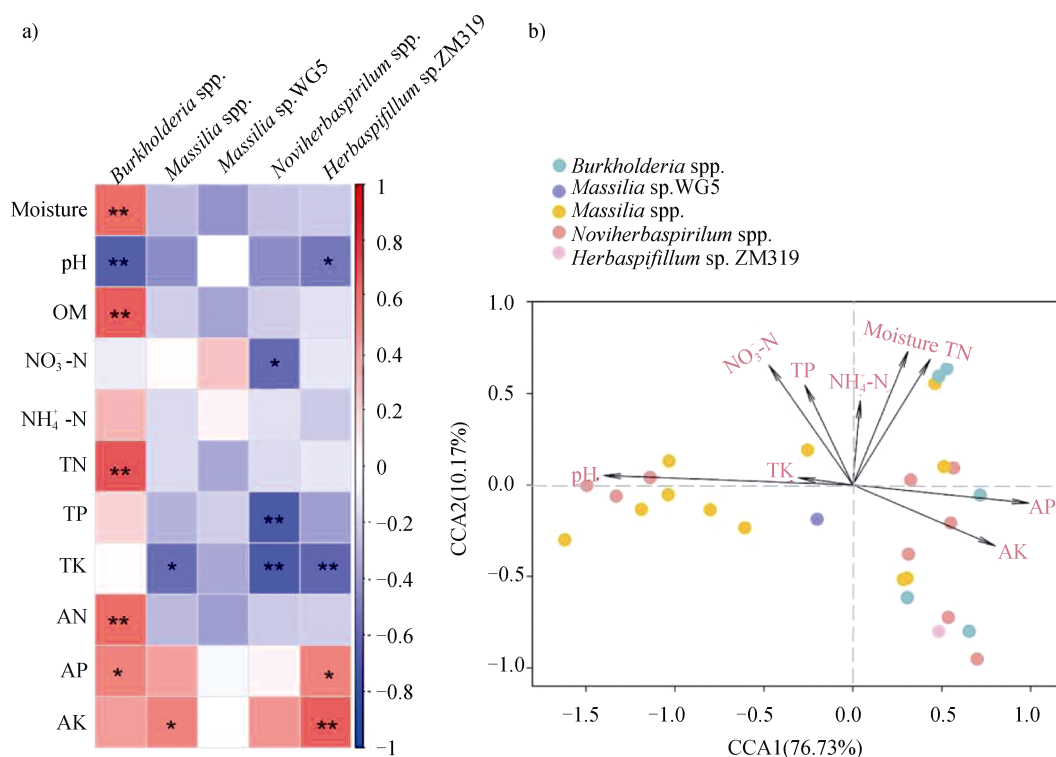 a)
Burkholderia spp.
Massilia spp.
Massilia sp.WG5
Noviherbaspirilum spp.
Herbaspifillum sp.ZM319
Moisture
pH
OM
NO₃⁻-N
NH₄⁺-N
TN
TP
TK
AN
AP
AK
**
**
*
**
*
**
**
*
**
**
**
*
*
*
**
1
0.8
0.6
0.4
0.2
0
−0.2
−0.4
−0.6
−0.8
−1
b)
Burkholderia spp.
Massilia sp.WG5
Massilia spp.
Noviherbaspirilum spp.
Herbaspifillum sp. ZM319
1.0
0.5
0.0
−0.5
−1.0
CCA2(10.17%)
NO₃⁻-N
TP
NH₄⁺-N
Moisture TN
pH
TK
AP
AK
−1.5
−1.0
−0.5
0.0
0.5
1.0
CCA1(76.73%)